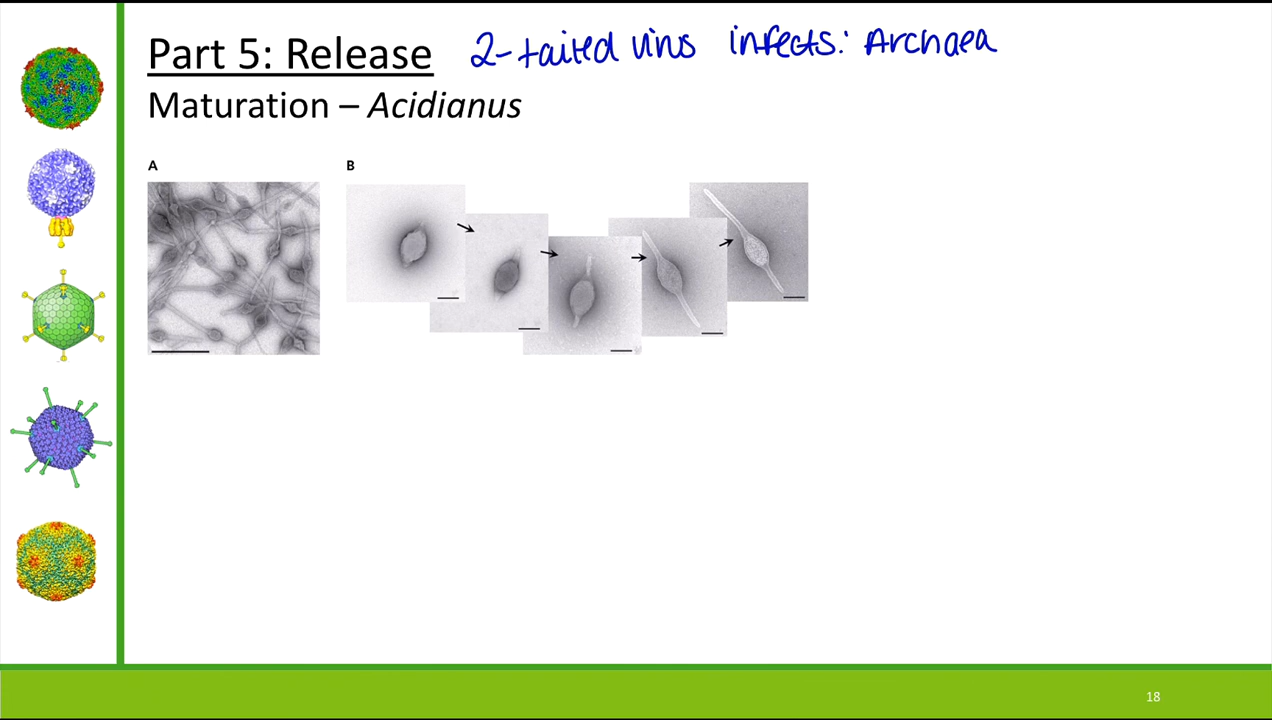 Part 5: Release 2-tailed virus infects: Archaea
Maturation – Acidianus
A B
18